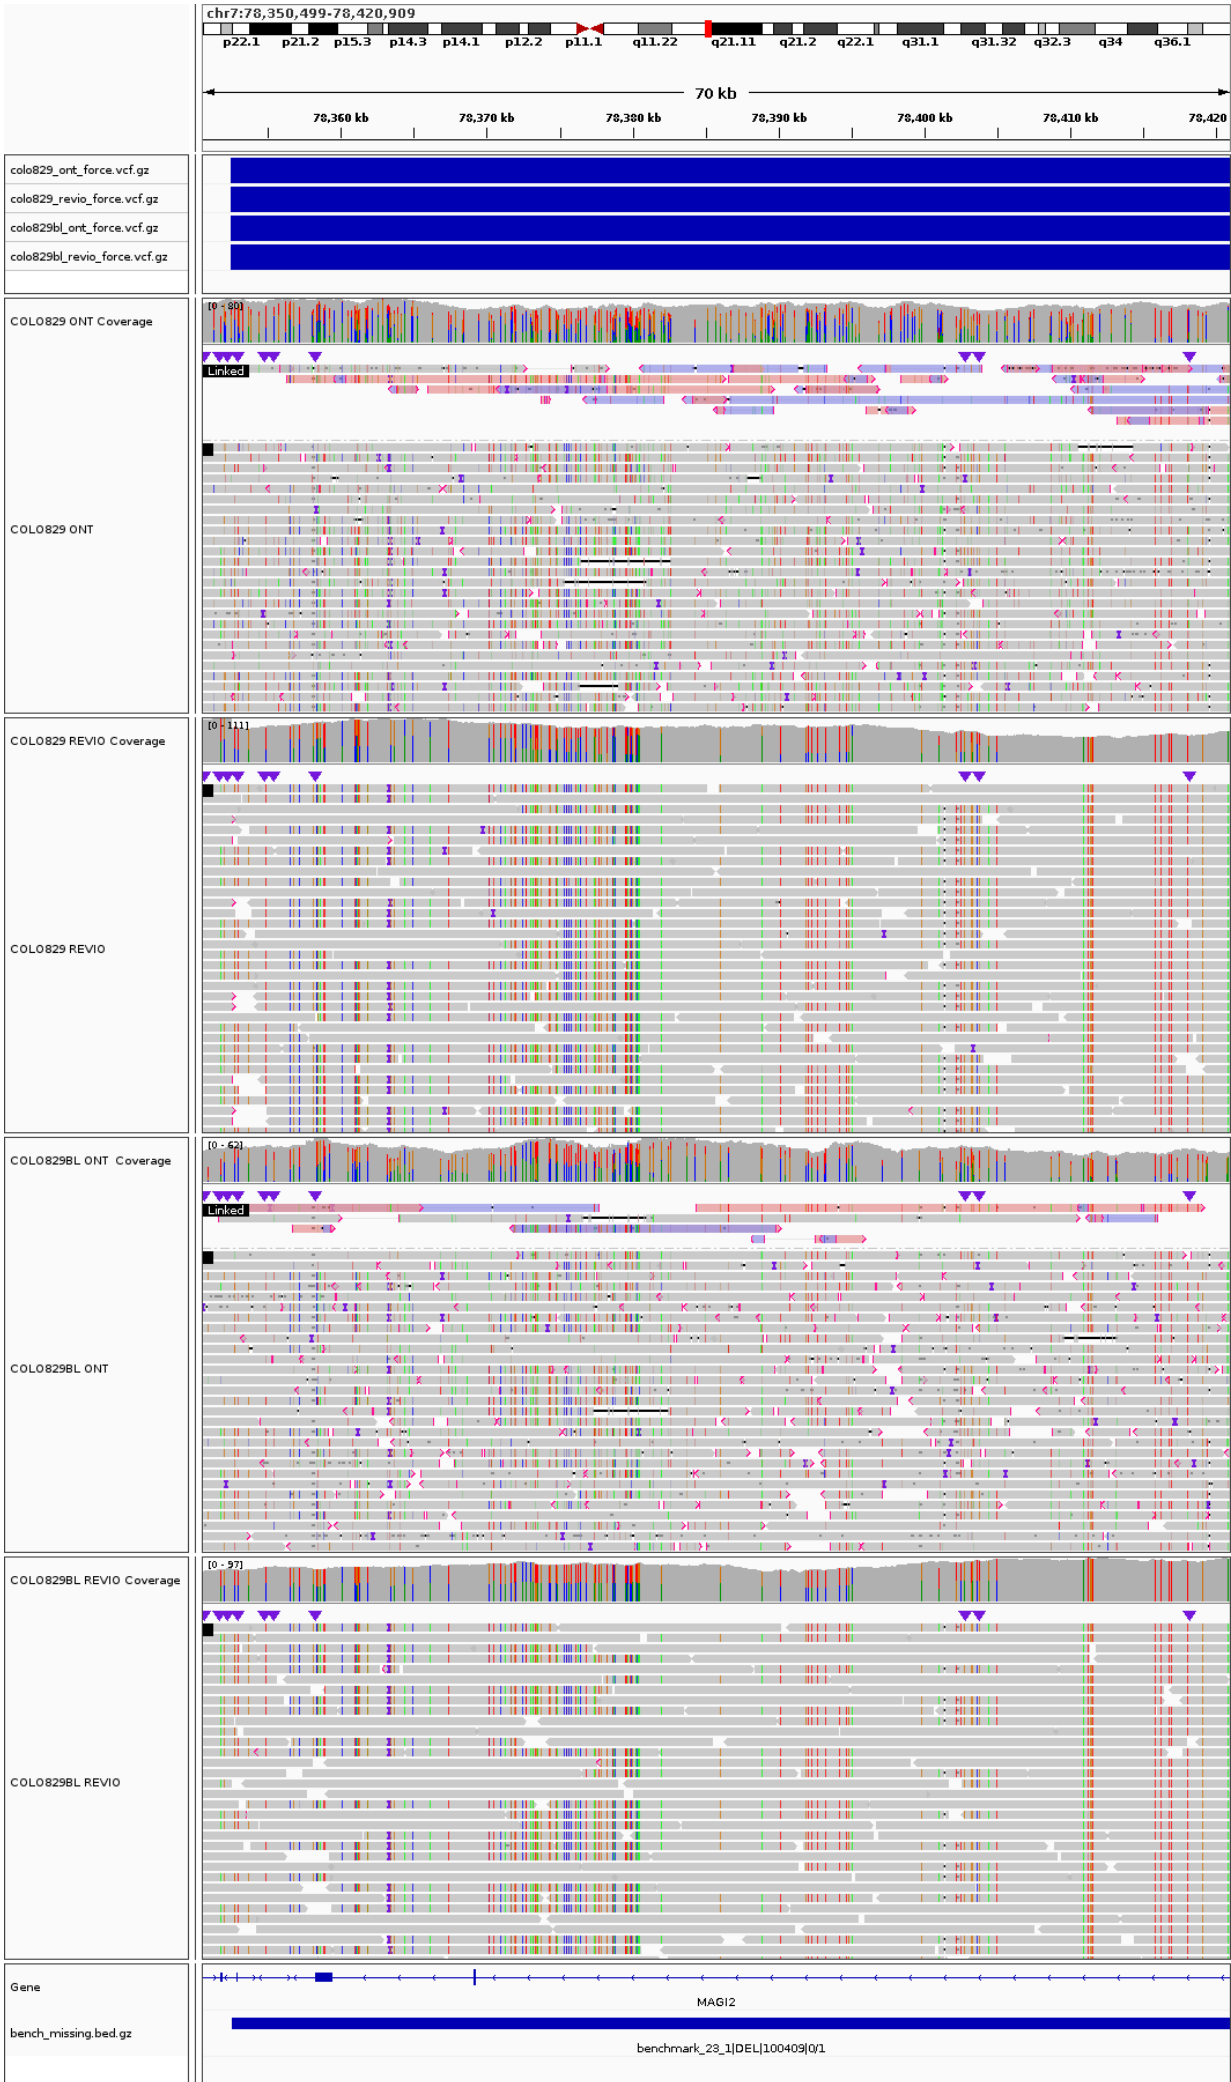 chr7:78,350,499-78,420,909
p22.1 p21.2 p15.3 p14.3 p14.1 p12.2 p11.1 q11.22 q21.11 q21.2 q22.1 q31.1 q31.32 q32.3 q34 q36.1
70 kb
78,360 kb 78,370 kb 78,380 kb 78,390 kb 78,400 kb 78,410 kb 78,420
colo829_ont_force.vcf.gz
colo829_revio_force.vcf.gz
colo829bl_ont_force.vcf.gz
colo829bl_revio_force.vcf.gz
[0 - 80]
COLO829 ONT Coverage
Linked
COLO829 ONT
[0 - 111]
COLO829 REVIO Coverage
COLO829 REVIO
[0 - 62]
COLO829BL ONT Coverage
Linked
COLO829BL ONT
[0 - 97]
COLO829BL REVIO Coverage
COLO829BL REVIO
Gene
MAGI2
bench_missing.bed.gz
benchmark_23_1|DEL|100409|0/1